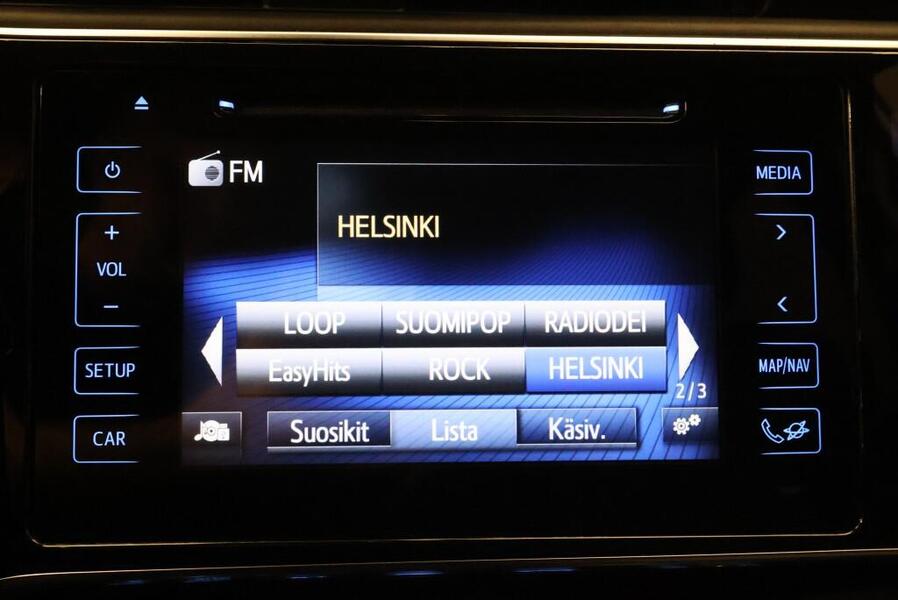 FM
HELSINKI
MEDIA
+
VOL
−
>
<
LOOP SUOMIPOP RADIODEI
EasyHits ROCK HELSINKI
2/3
SETUP
MAP/NAV
CAR
Suosikit Lista Käsiv.